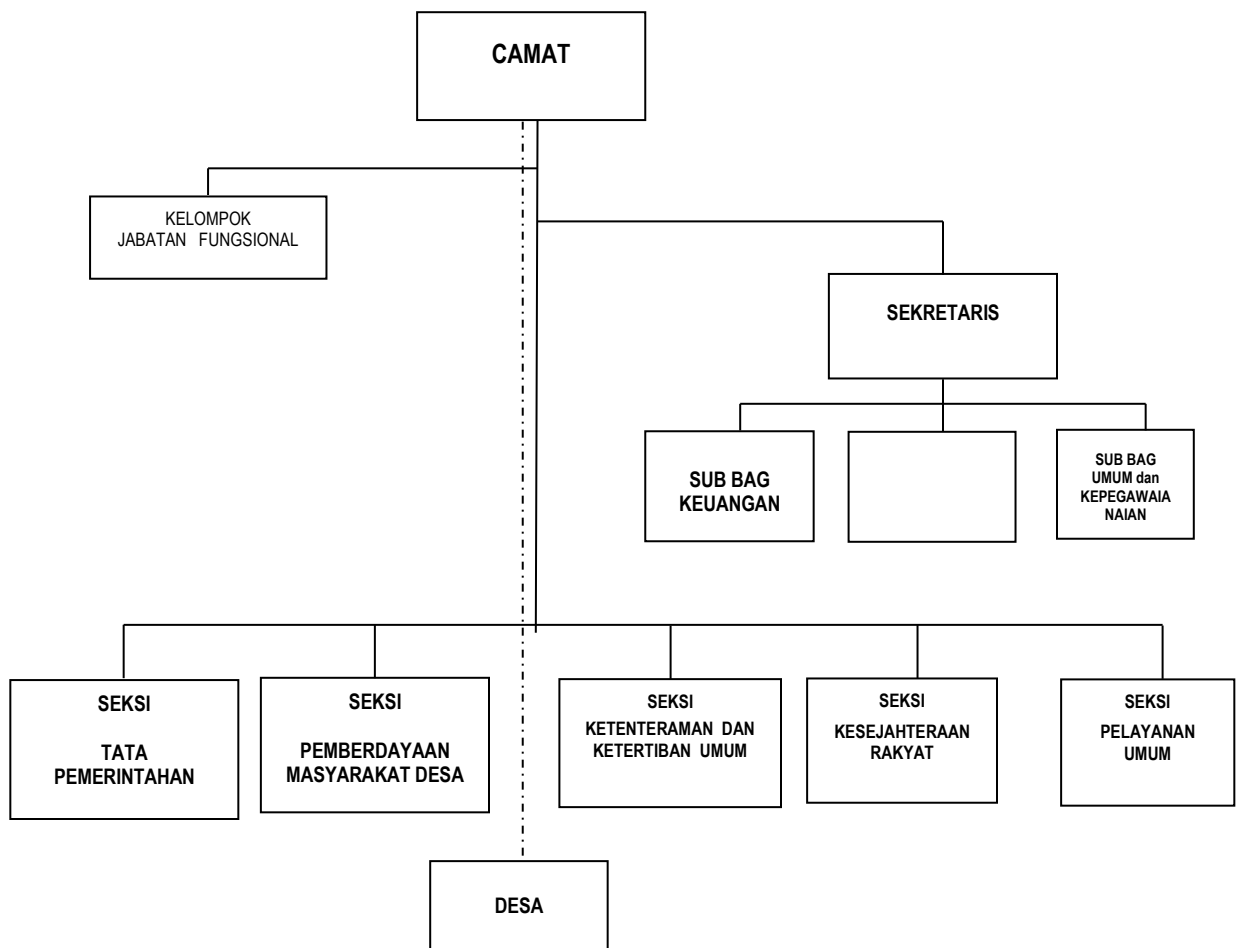 CAMAT
KELOMPOK
JABATAN FUNGSIONAL
SEKRETARIS
SUB BAG
KEUANGAN
SUB BAG
UMUM dan
KEPEGAWAIA
NAIAN
SEKSI
TATA
PEMERINTAHAN
SEKSI
PEMBERDAYAAN
MASYARAKAT DESA
SEKSI
KETENTERAMAN DAN
KETERTIBAN UMUM
SEKSI
KESEJAHTERAAN
RAKYAT
SEKSI
PELAYANAN
UMUM
DESA